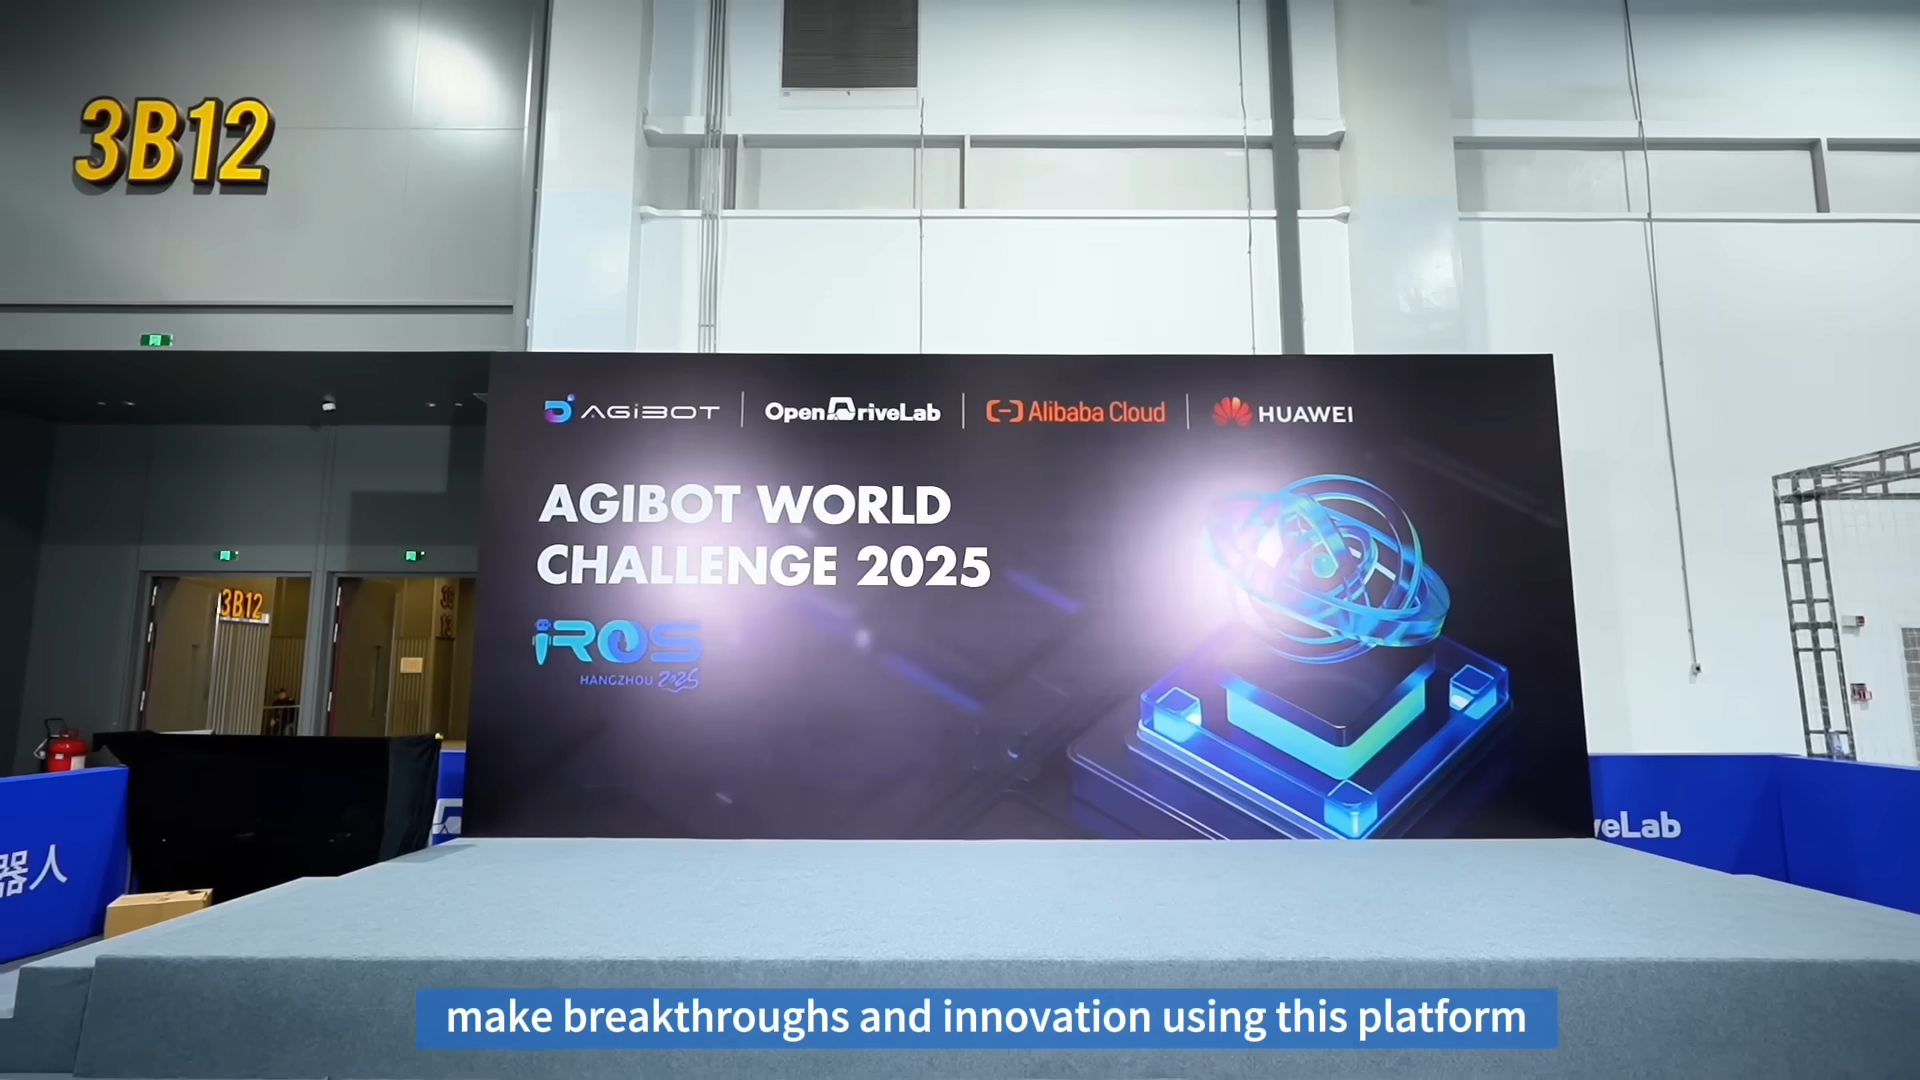 3B12
AGIBOT
OpenDriveLab
Alibaba Cloud
HUAWEI
AGIBOT WORLD
CHALLENGE 2025
iROS
HANGZHOU 2025
3B12
器人
veLab
make breakthroughs and innovation using this platform